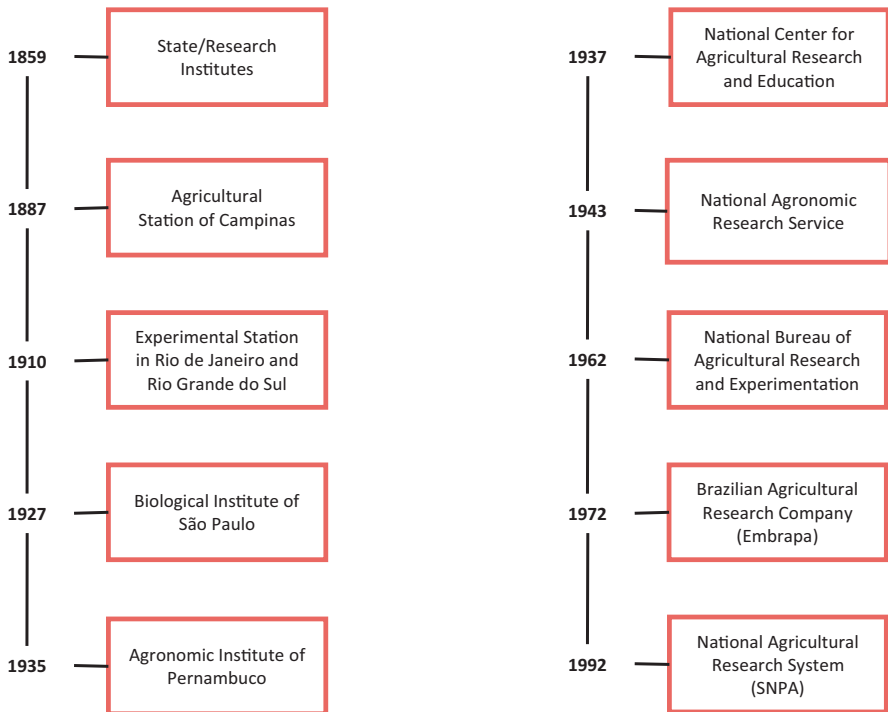 1859
State/Research
Institutes
1887
Agricultural
Station of Campinas
1910
Experimental Station
in Rio de Janeiro and
Rio Grande do Sul
1927
Biological Institute of
São Paulo
1935
Agronomic Institute of
Pernambuco
1937
National Center for
Agricultural Research
and Education
1943
National Agronomic
Research Service
1962
National Bureau of
Agricultural Research
and Experimentation
1972
Brazilian Agricultural
Research Company
(Embrapa)
1992
National Agricultural
Research System
(SNPA)